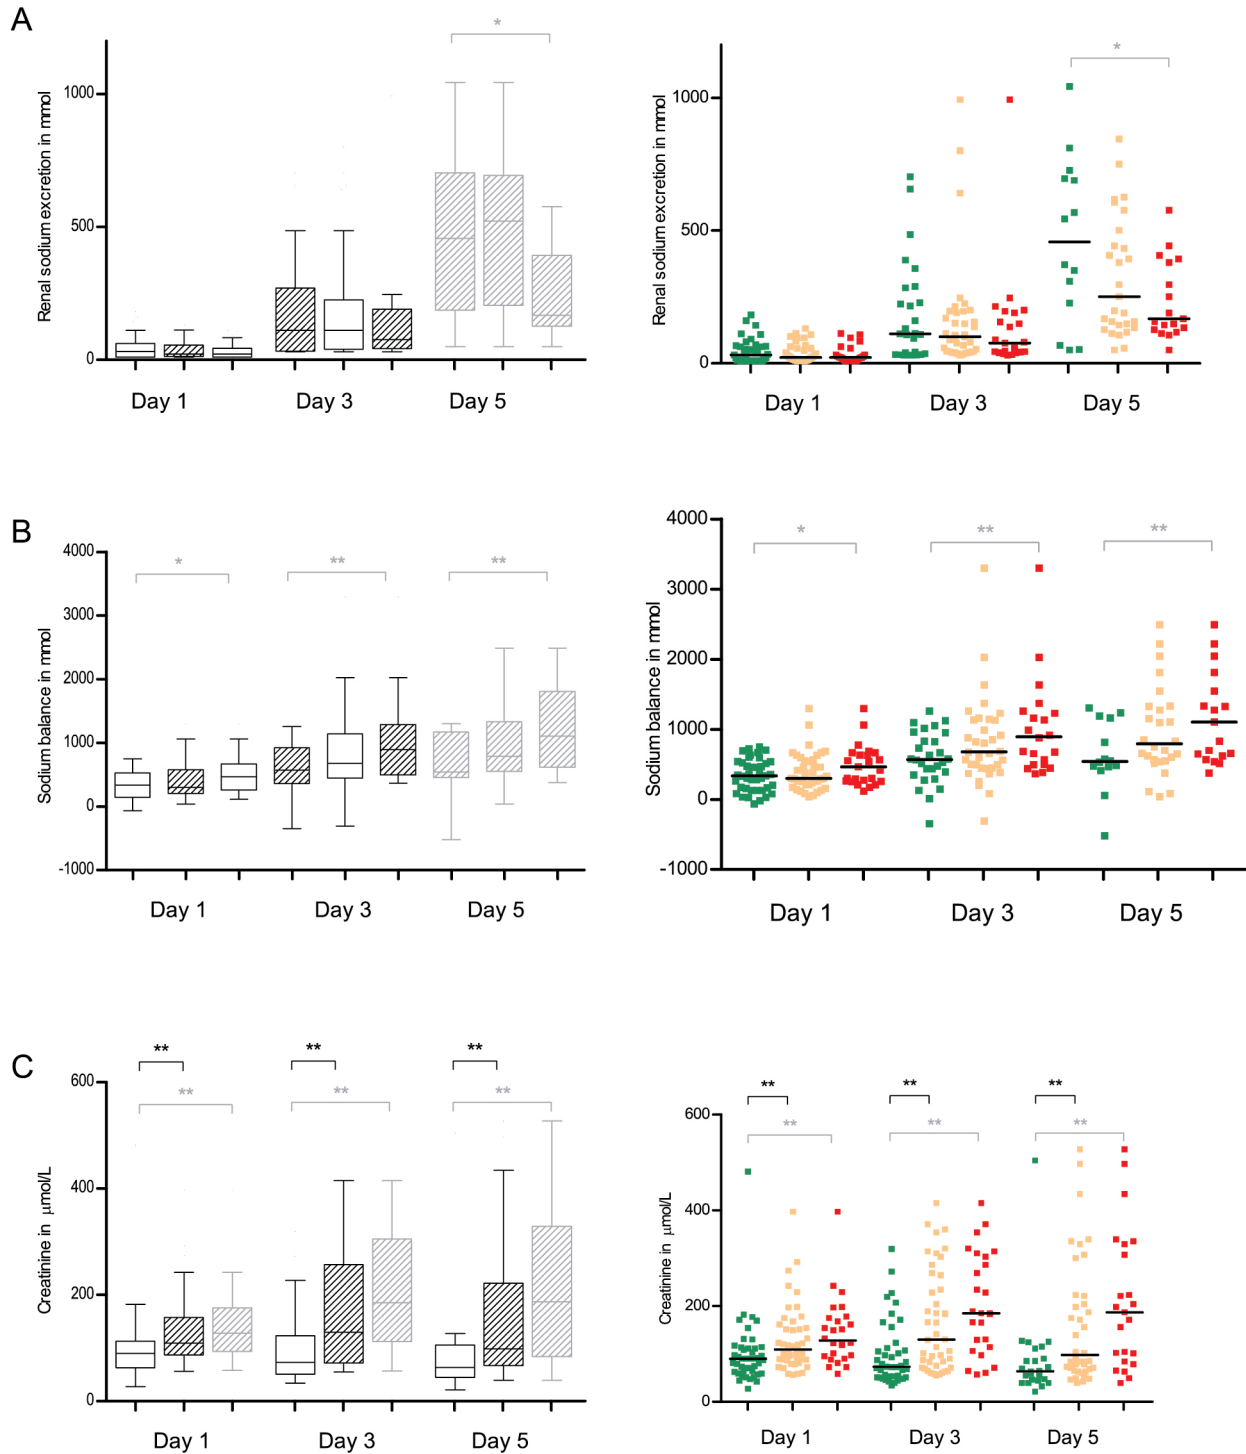 A
Renal sodium excretion in mmol
1000
500
0
*
Day 1
Day 3
Day 5
Renal sodium excretion in mmol
1000
500
0
*
Day 1
Day 3
Day 5
B
Sodium balance in mmol
4000
3000
2000
1000
0
-1000
*
**
**
Day 1
Day 3
Day 5
Sodium balance in mmol
4000
3000
2000
1000
0
-1000
*
**
**
Day 1
Day 3
Day 5
C
Creatinine in μmol/L
600
400
200
0
**
**
**
**
**
**
Day 1
Day 3
Day 5
Creatinine in μmol/L
600
400
200
0
**
**
**
**
**
**
Day 1
Day 3
Day 5